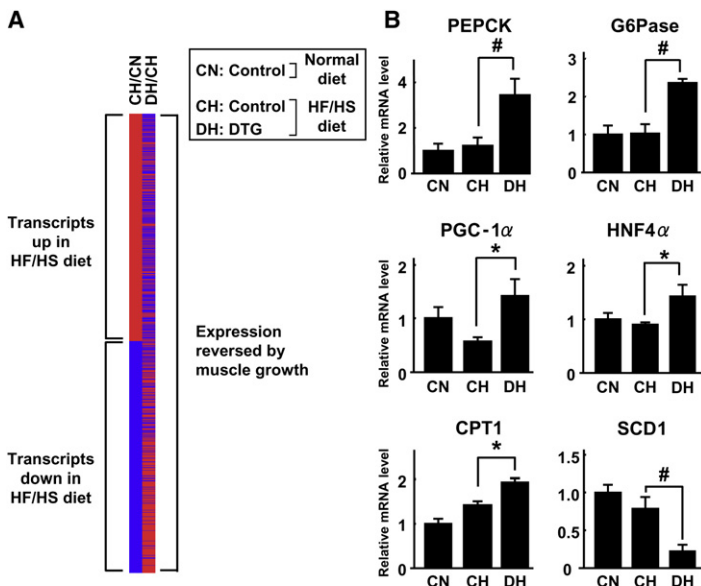 A
CH/CN
DH/CH
CN: Control
Normal
diet
CH: Control
DH: DTG
HF/HS
diet
Transcripts
up in
HF/HS diet
Expression
reversed by
muscle growth
Transcripts
down in
HF/HS diet
B
PEPCK
#
Relative mRNA level
4
2
0
CN CH DH
G6Pase
#
3
2
1
0
CN CH DH
PGC-1α
*
Relative mRNA level
2
1
0
CN CH DH
HNF4α
*
2
1
0
CN CH DH
CPT1
*
Relative mRNA level
2
1
0
CN CH DH
SCD1
#
1.0
0.5
0
CN CH DH